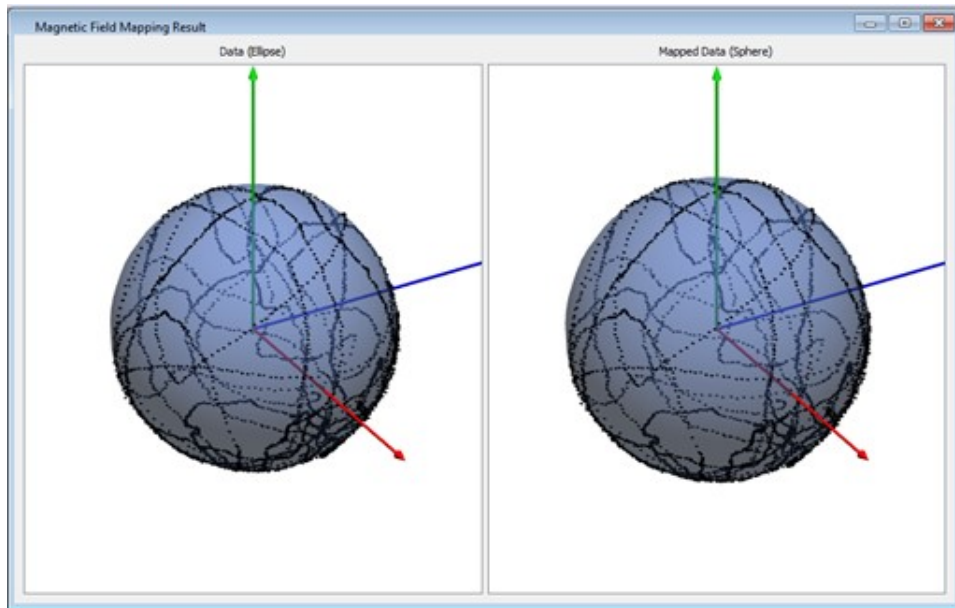 Magnetic Field Mapping Result
Data (Ellipse)
Mapped Data (Sphere)